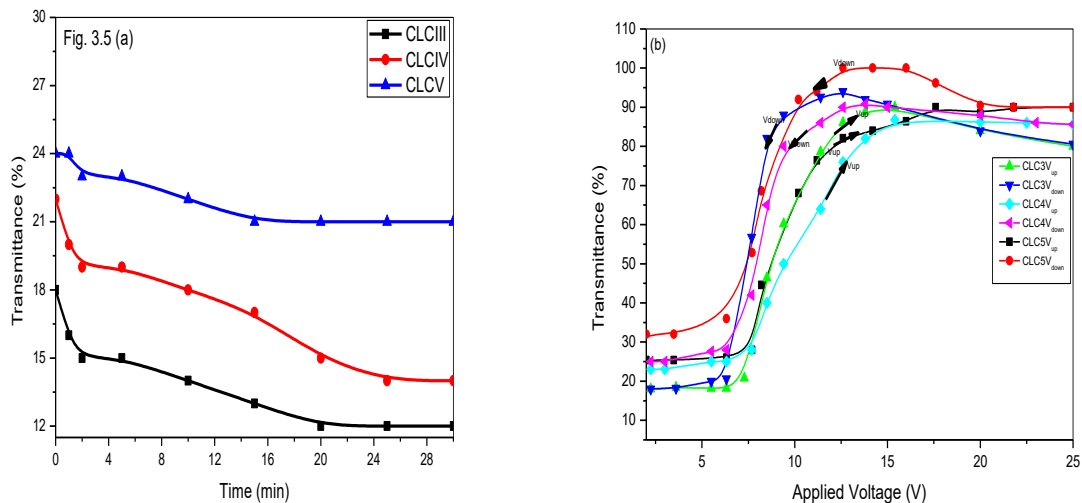 30
27
24
21
18
15
12
Transmittance (%)
Fig. 3.5 (a)
CLCIII
CLCIV
CLCV
0 4 8 12 16 20 24 28
Time (min)
(b)
110
100
90
80
70
60
50
40
30
20
10
Transmittance (%)
Vdown
Vdown
Vdown
Vup
Vup
Vup
CLC3Vup
CLC3Vdown
CLC4Vup
CLC4Vdown
CLC5Vup
CLC5Vdown
5 10 15 20 25
Applied Voltage (V)